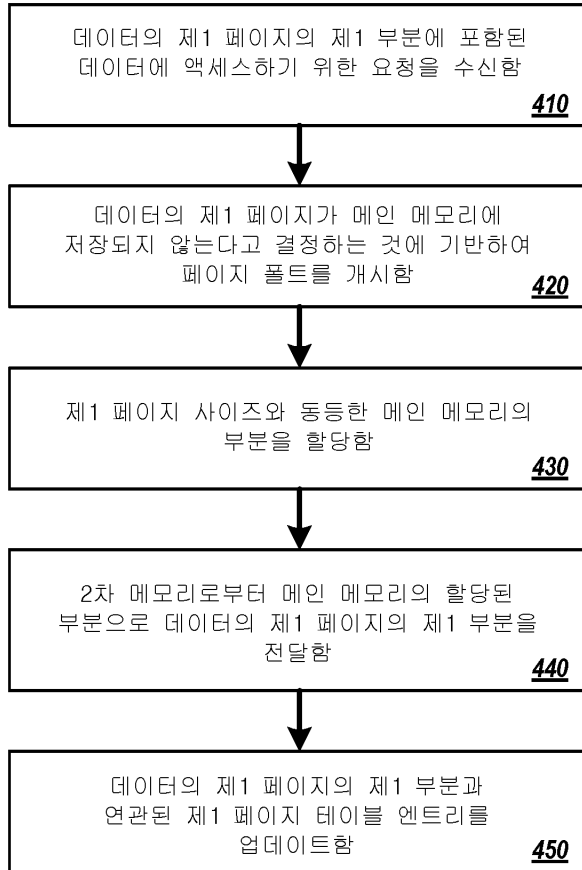 데이터의 제1 페이지의 제1 부분에 포함된
데이터에 액세스하기 위한 요청을 수신함
410
데이터의 제1 페이지가 메인 메모리에
저장되지 않는다고 결정하는 것에 기반하여
페이지 폴트를 개시함
420
제1 페이지 사이즈와 동등한 메인 메모리의
부분을 할당함
430
2차 메모리로부터 메인 메모리의 할당된
부분으로 데이터의 제1 페이지의 제1 부분을
전달함
440
데이터의 제1 페이지의 제1 부분과
연관된 제1 페이지 테이블 엔트리를
업데이트함
450